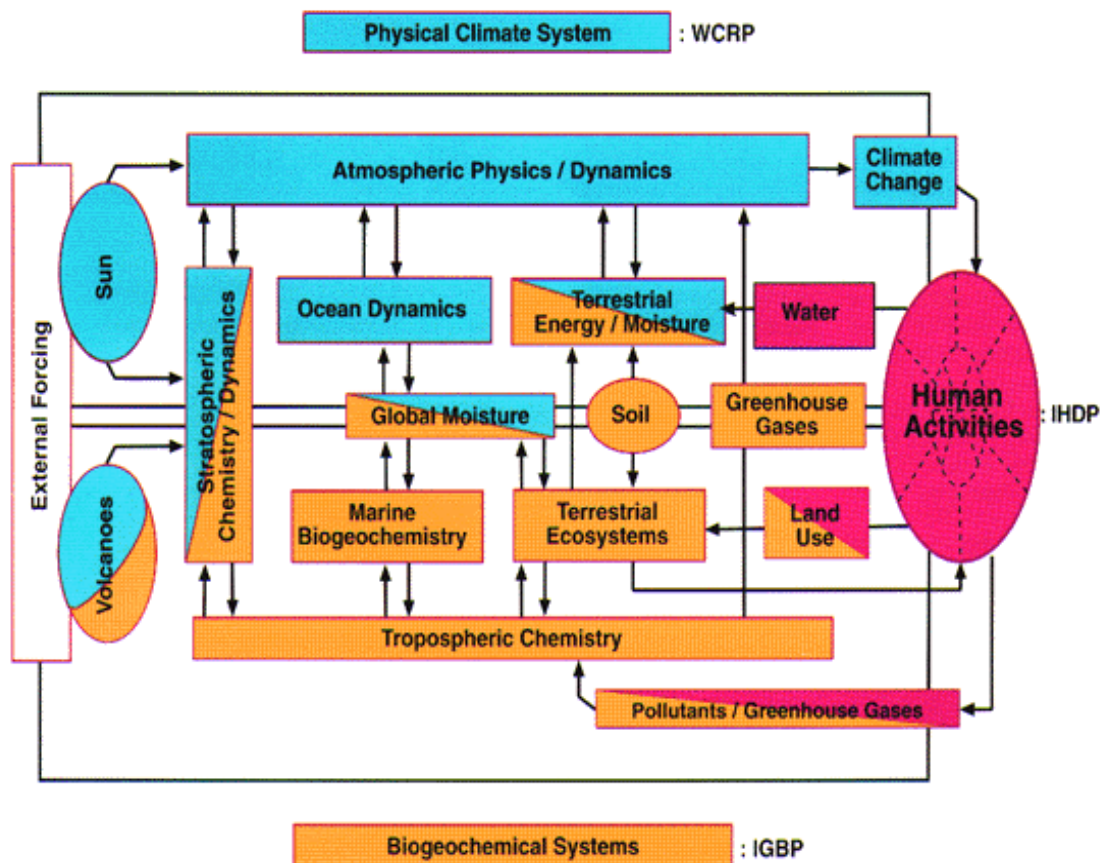 Physical Climate System : WCRP
Atmospheric Physics / Dynamics
Climate
Change
External Forcing
Sun
Stratospheric
Chemistry / Dynamics
Ocean Dynamics
Terrestrial
Energy / Moisture
Water
Global Moisture
Soil
Greenhouse
Gases
Human
Activities
: IHDP
Volcanoes
Marine
Biogeochemistry
Terrestrial
Ecosystems
Land
Use
Tropospheric Chemistry
Pollutants / Greenhouse Gases
Biogeochemical Systems : IGBP